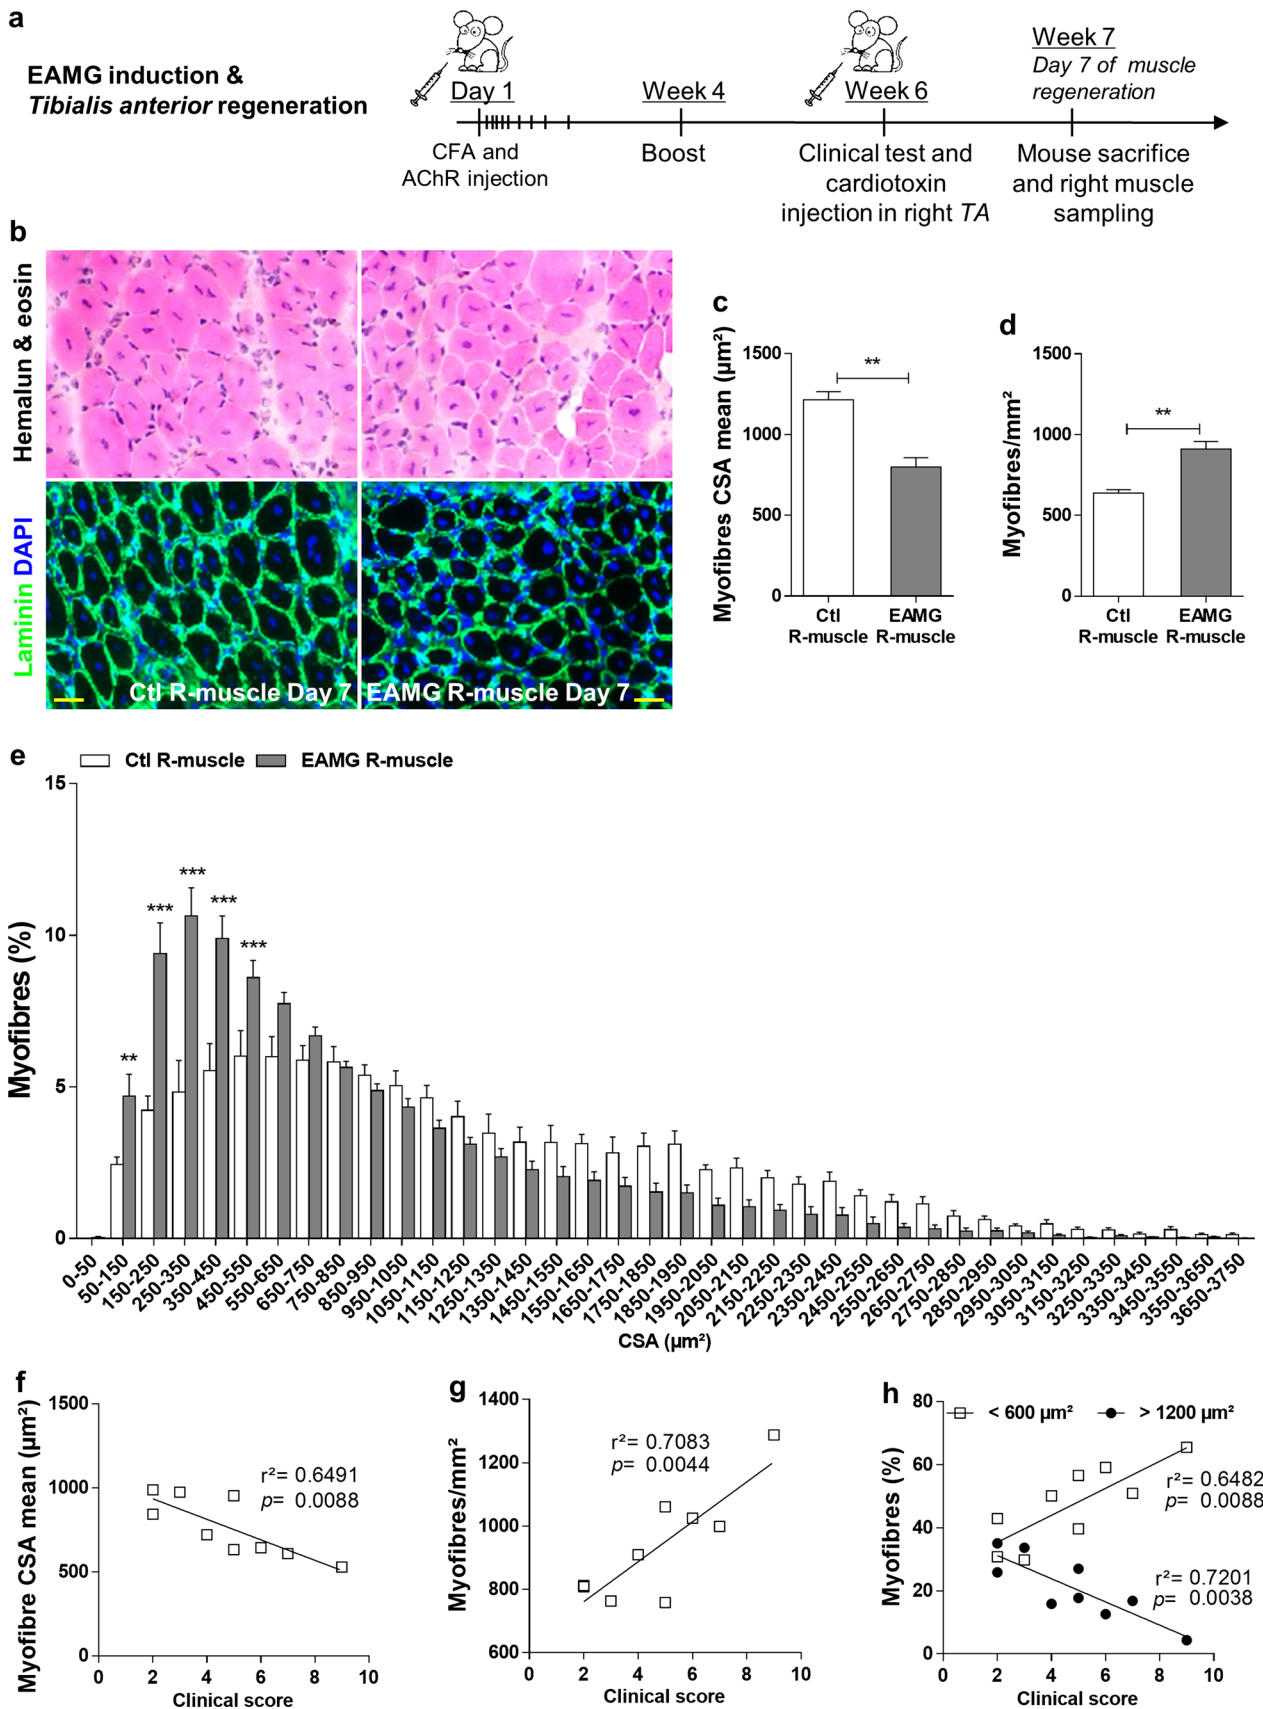 a
EAMG induction &
Tibialis anterior regeneration
Day 1
Week 4
Week 6
Week 7
Day 7 of muscle
regeneration
CFA and
AChR injection
Boost
Clinical test and
cardiotoxin
injection in right TA
Mouse sacrifice
and right muscle
sampling
b
Hemalun & eosin
Laminin DAPI
Ctl R-muscle Day 7
EAMG R-muscle Day 7
c
Myofibres CSA mean (µm²)
1500
1000
500
0
**
Ctl
R-muscle
EAMG
R-muscle
d
Myofibres/mm²
1500
1000
500
0
**
Ctl
R-muscle
EAMG
R-muscle
e
Ctl R-muscle
EAMG R-muscle
Myofibres (%)
15
10
5
0
**
***
***
***
***
0-50
50-150
150-250
250-350
350-450
450-550
550-650
650-750
750-850
850-950
950-1050
1050-1150
1150-1250
1250-1350
1350-1450
1450-1550
1550-1650
1650-1750
1750-1850
1850-1950
1950-2050
2050-2150
2150-2250
2250-2350
2350-2450
2450-2550
2550-2650
2650-2750
2750-2850
2850-2950
2950-3050
3050-3150
3150-3250
3250-3350
3350-3450
3450-3550
3550-3650
3650-3750
CSA (µm²)
f
Myofibre CSA mean (µm²)
1500
1000
500
0
r²= 0.6491
p= 0.0088
0 2 4 6 8 10
Clinical score
g
Myofibres/mm²
1400
1200
1000
800
600
r²= 0.7083
p= 0.0044
0 2 4 6 8 10
Clinical score
h
Myofibres (%)
80
60
40
20
0
< 600 µm²
> 1200 µm²
r²= 0.6482
p= 0.0088
r²= 0.7201
p= 0.0038
0 2 4 6 8 10
Clinical score